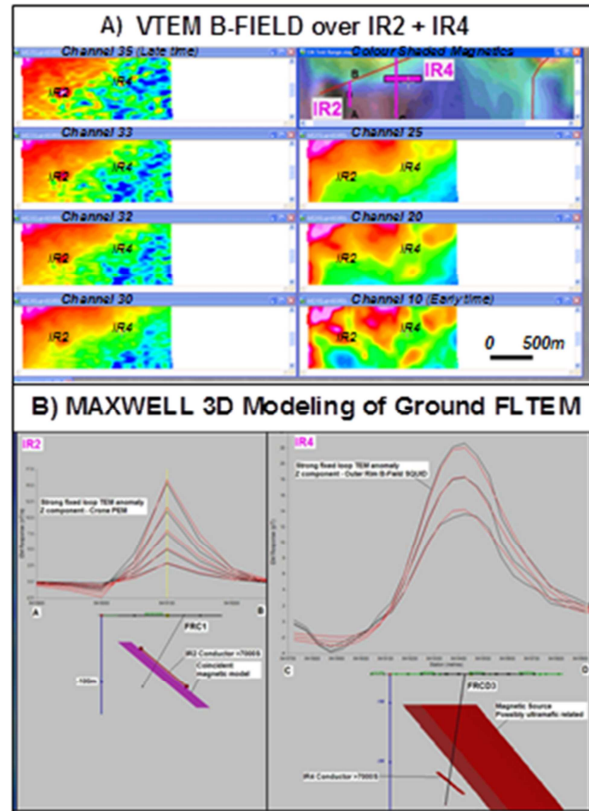 A) VTEM B-FIELD over IR2 + IR4
Channel 35 (Late time)
Colour Shaded Magnetics
IR2
IR4
B
IR2
IR4
A
C
Channel 33
Channel 25
IR2
IR4
IR2
IR4
Channel 32
Channel 20
IR2
IR4
IR2
IR4
Channel 30
Channel 10 (Early time)
IR2
IR4
IR2
IR4
0 500m
B) MAXWELL 3D Modeling of Ground FLTEM
IR2
IR4
Strong fixed loop TEM anomaly
Z component - Crone PEM
Strong fixed loop TEM anomaly
Z component - Outer Rim B-Field SQUID
A
B
FRC1
IR2 Conductor >7000S
Coincident
magnetic model
-100m
C
D
FRCD3
Magnetic Source
Possibly ultramafic related
IR4 Conductor >7000S